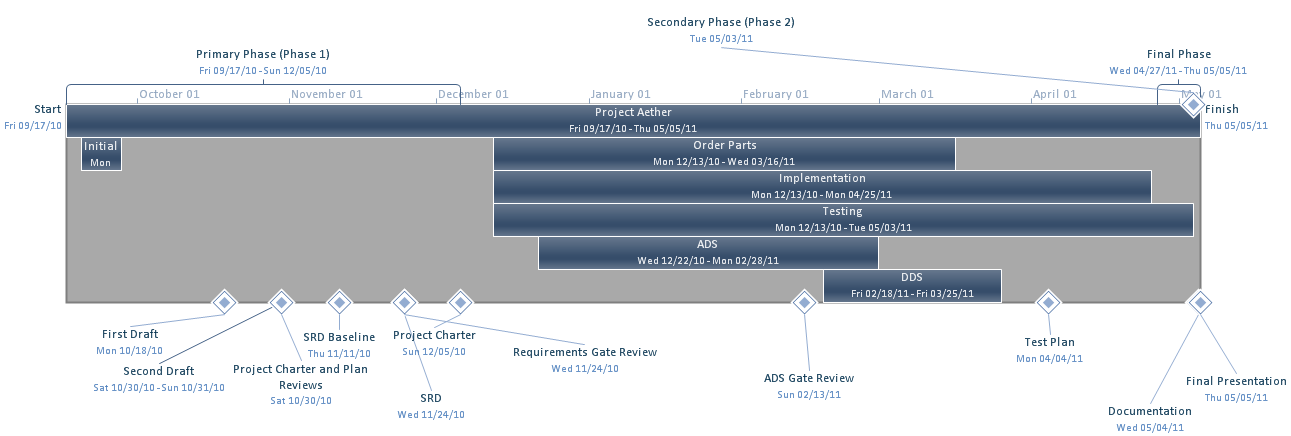 Secondary Phase (Phase 2)
Tue 05/03/11
Primary Phase (Phase 1)
Fri 09/17/10 - Sun 12/05/10
Final Phase
Wed 04/27/11 - Thu 05/05/11
October 01
November 01
December 01
January 01
February 01
March 01
April 01
May 01
Start
Fri 09/17/10
Project Aether
Fri 09/17/10 - Thu 05/05/11
Finish
Thu 05/05/11
Initial
Mon
Order Parts
Mon 12/13/10 - Wed 03/16/11
Implementation
Mon 12/13/10 - Mon 04/25/11
Testing
Mon 12/13/10 - Tue 05/03/11
ADS
Wed 12/22/10 - Mon 02/28/11
DDS
Fri 02/18/11 - Fri 03/25/11
First Draft
Mon 10/18/10
Second Draft
Sat 10/30/10 - Sun 10/31/10
Project Charter and Plan
Reviews
Sat 10/30/10
SRD Baseline
Thu 11/11/10
Project Charter
Sun 12/05/10
SRD
Wed 11/24/10
Requirements Gate Review
Wed 11/24/10
ADS Gate Review
Sun 02/13/11
Test Plan
Mon 04/04/11
Documentation
Wed 05/04/11
Final Presentation
Thu 05/05/11